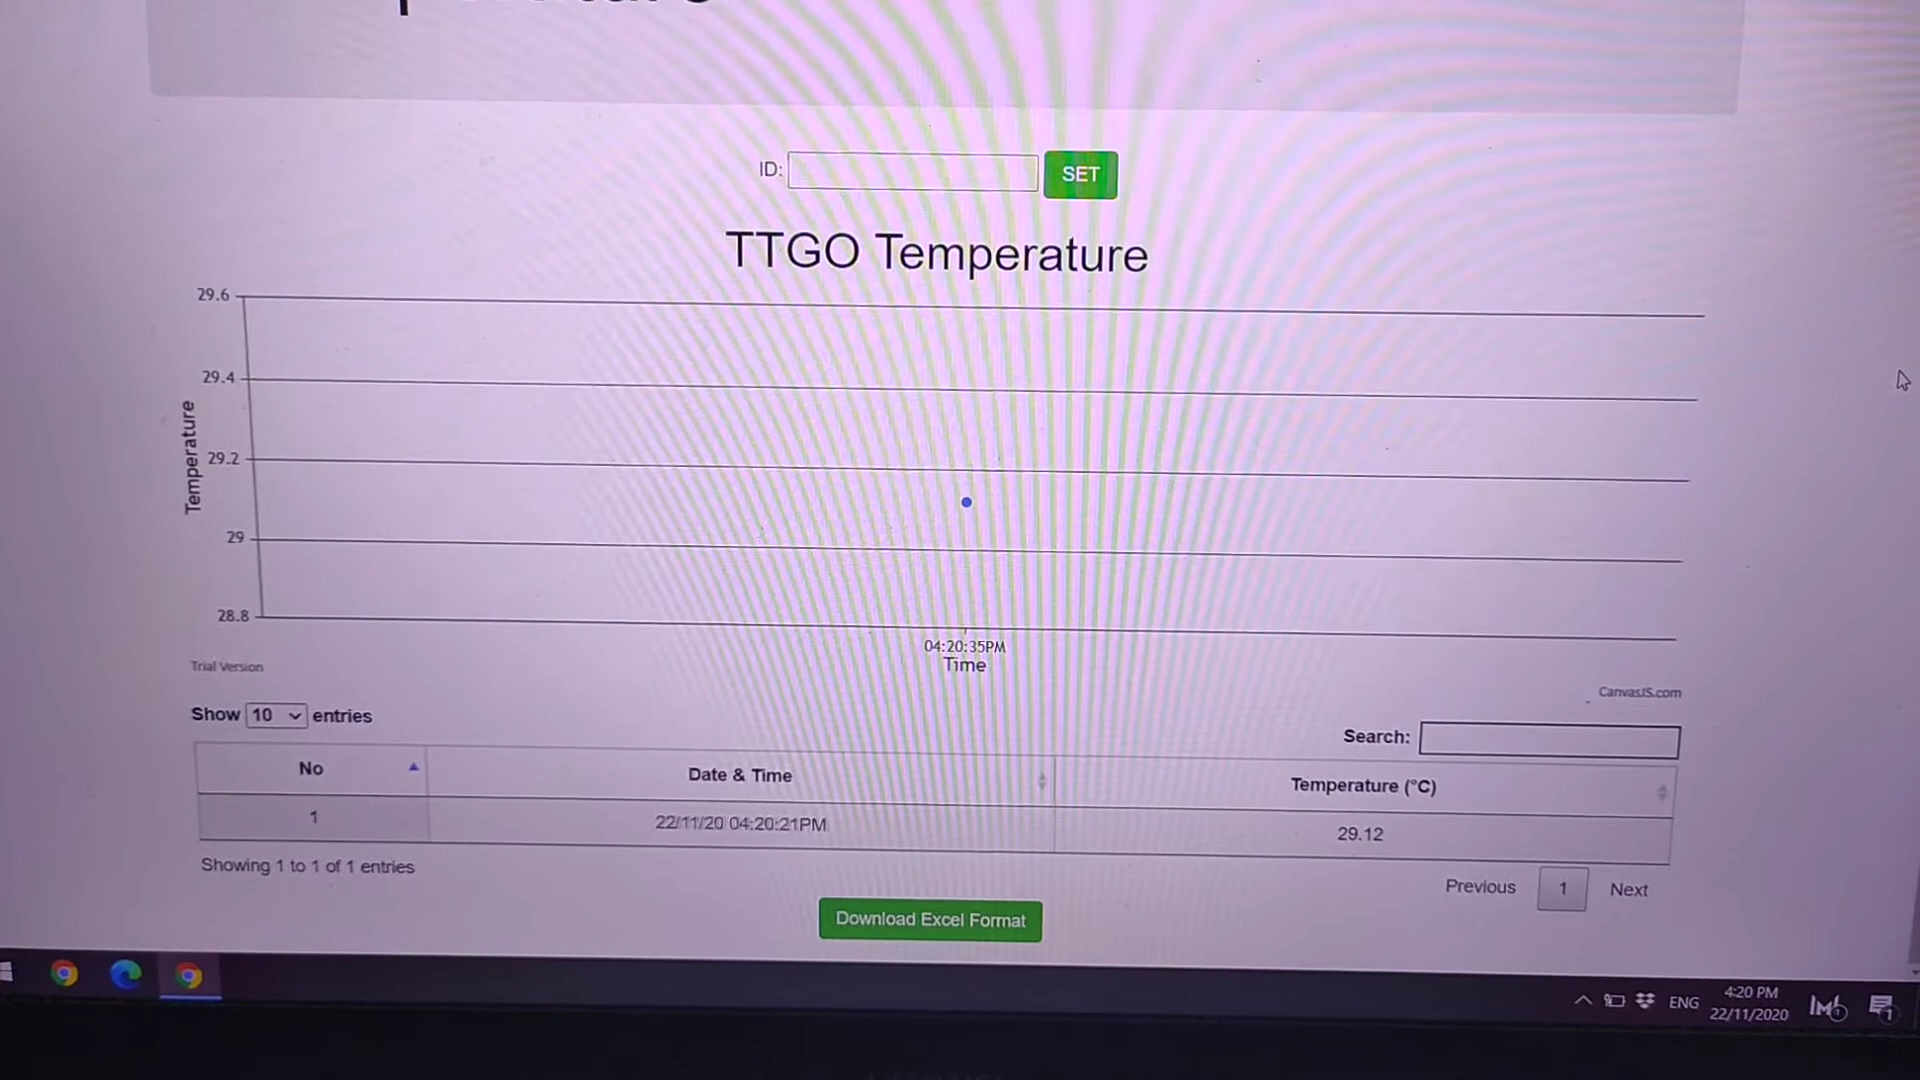 ID: SET
TTGO Temperature
29.6
29.4
29.2
29
28.8
Temperature
04:20:35PM
Time
Trial Version
CanvasJS.com
Show 10 entries
Search:
No Date & Time Temperature (°C)
1 22/11/20 04:20:21PM 29.12
Showing 1 to 1 of 1 entries
Previous 1 Next
Download Excel Format
ENG 4:20 PM
22/11/2020
1